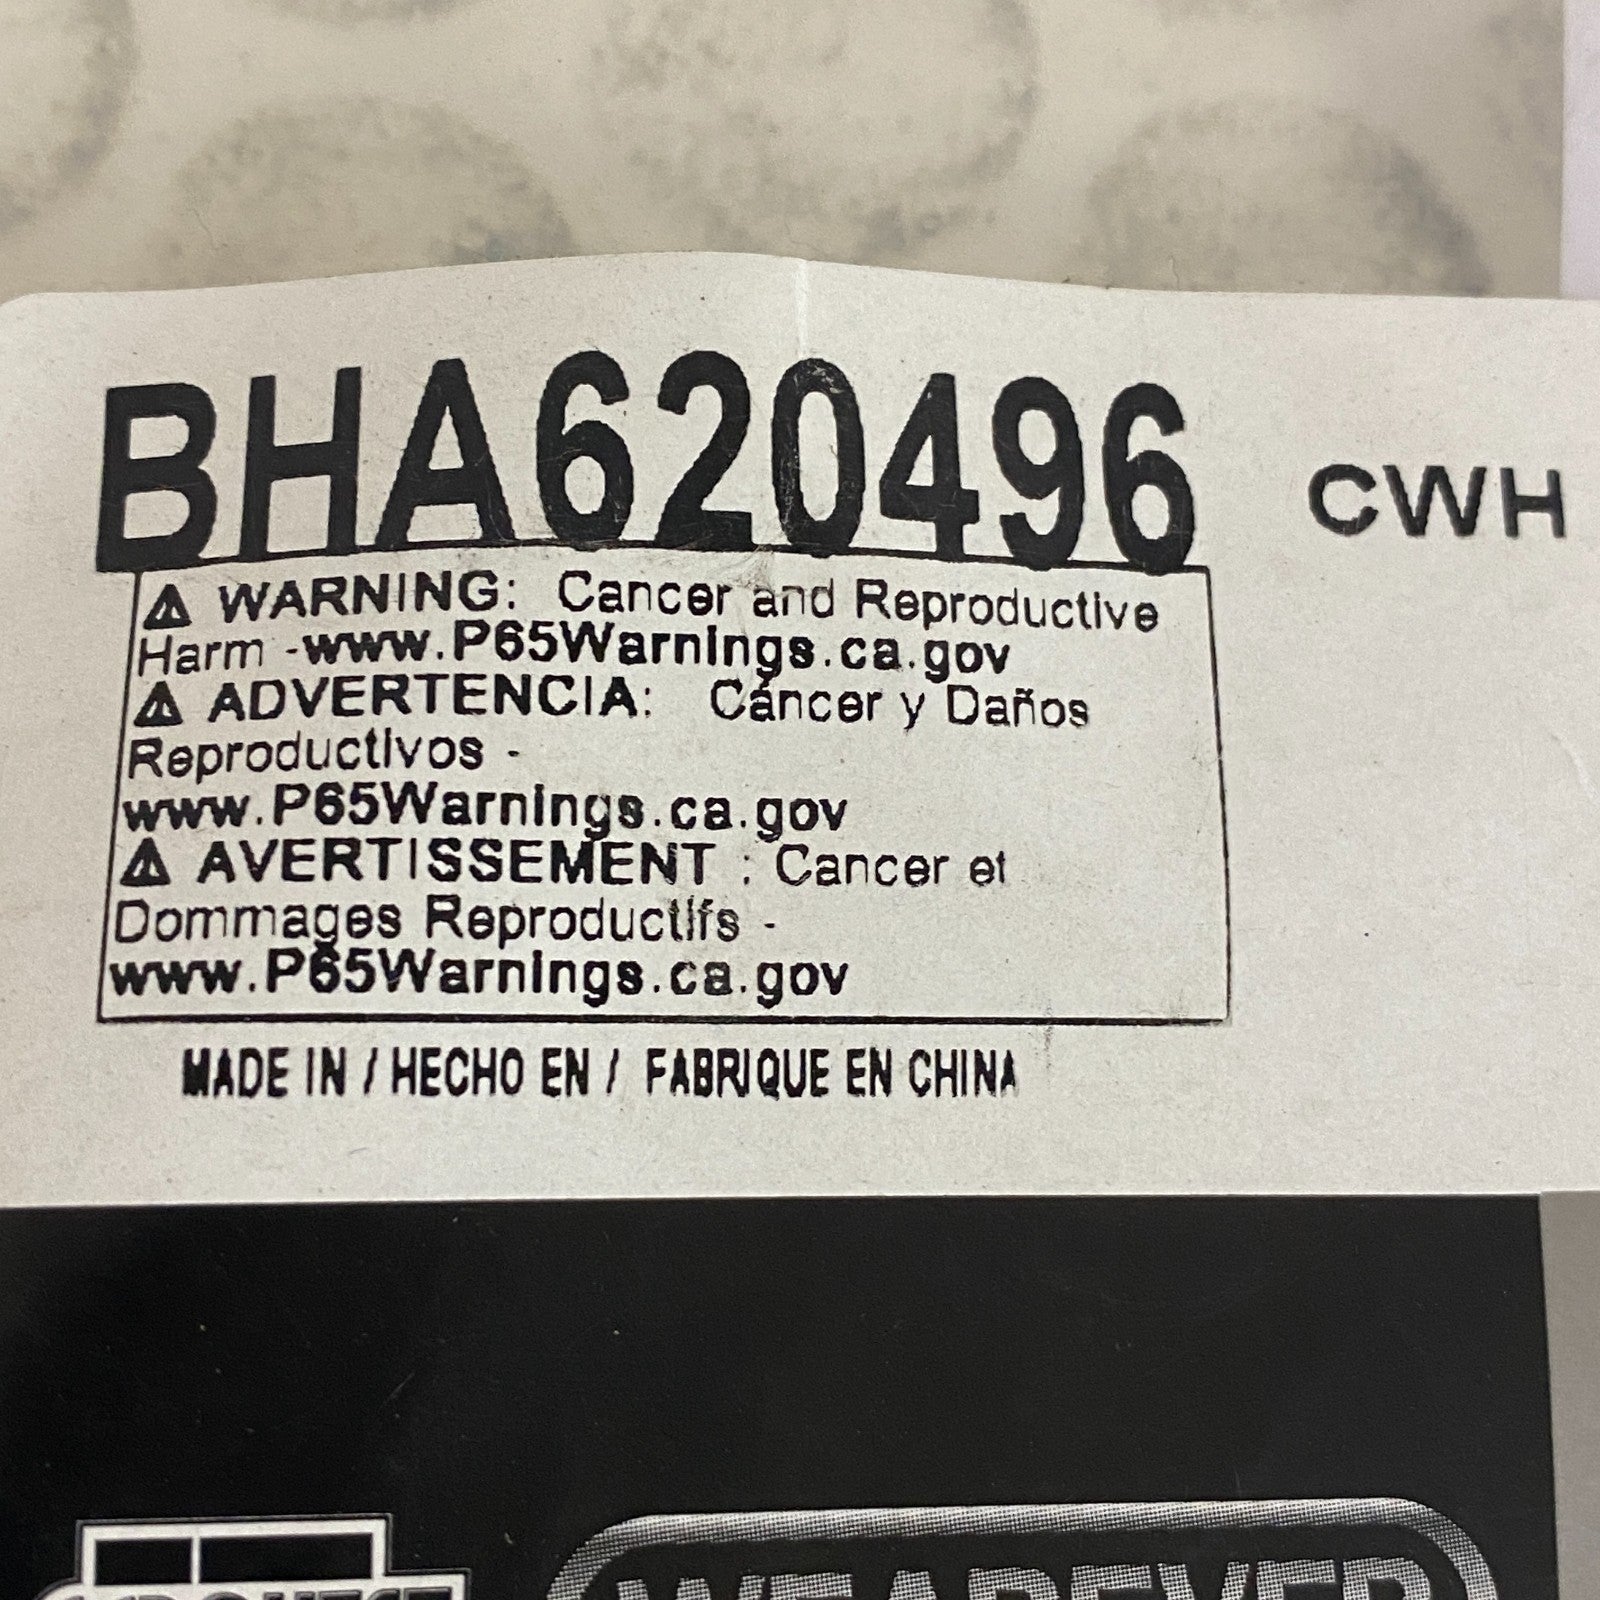 BHA620496 CWH
⚠ WARNING: Cancer and Reproductive
Harm -www.P65Warnings.ca.gov
⚠ ADVERTENCIA: Cáncer y Daños
Reproductivos -
www.P65Warnings.ca.gov
⚠ AVERTISSEMENT : Cancer et
Dommages Reproductifs -
www.P65Warnings.ca.gov
MADE IN / HECHO EN / FABRIQUE EN CHINA
WEAREVER